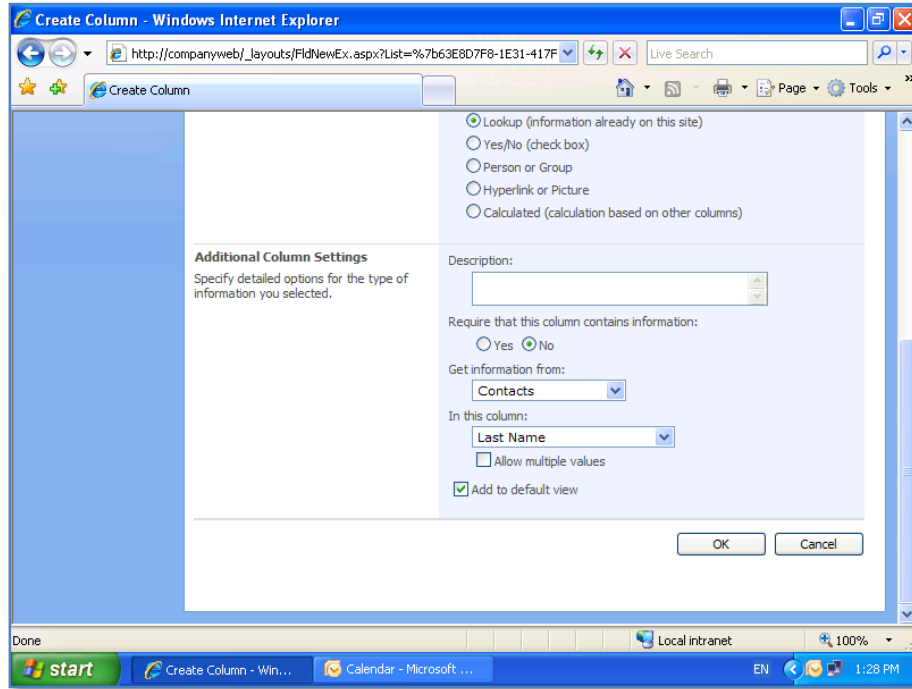 Create Column - Windows Internet Explorer
http://companyweb/_layouts/FldNewEx.aspx?List=%7b63E8D7F8-1E31-417F
Live Search
Create Column
Page
Tools
Lookup (information already on this site)
Yes/No (check box)
Person or Group
Hyperlink or Picture
Calculated (calculation based on other columns)
Additional Column Settings
Specify detailed options for the type of
information you selected.
Description:
Require that this column contains information:
Yes No
Get information from:
Contacts
In this column:
Last Name
Allow multiple values
Add to default view
OK Cancel
Done
Local intranet
100%
start
Create Column - Win...
Calendar - Microsoft ...
EN
1:28 PM